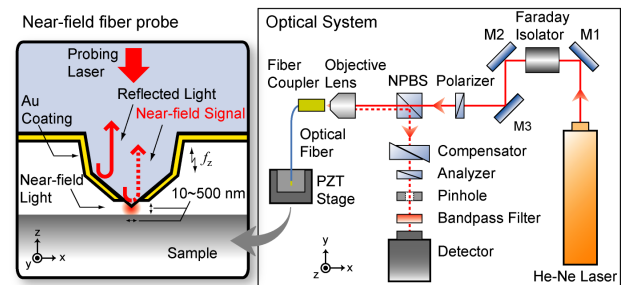 Near-field fiber probe
Probing
Laser
Reflected Light
Near-field Signal
Au
Coating
fz
Near-field
Light
10~500 nm
Sample
z
y
x
Optical System
Faraday
Isolator
M2
M1
Fiber
Coupler
Objective
Lens
NPBS
Polarizer
M3
Optical
Fiber
Compensator
Analyzer
PZT
Stage
Pinhole
Bandpass Filter
Detector
y
z
x
He-Ne Laser